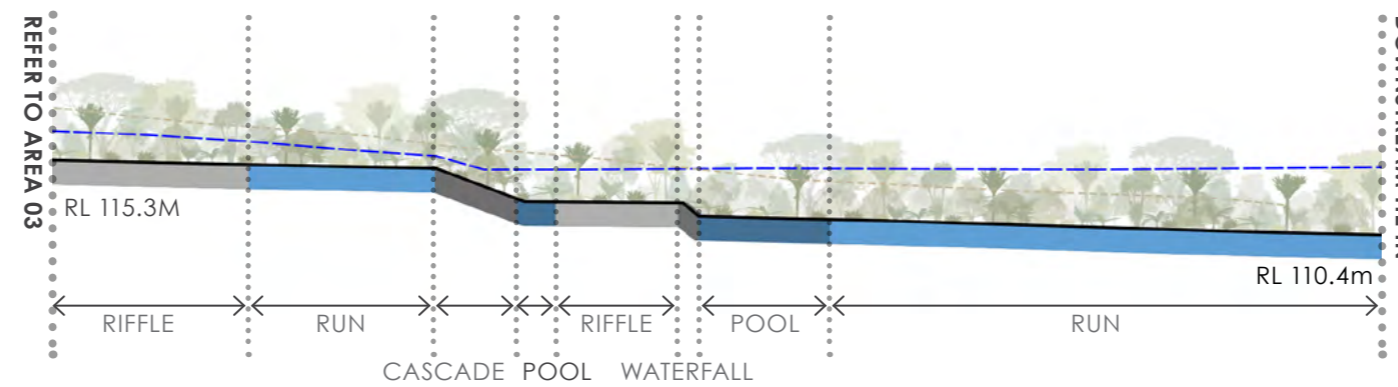 REFER TO AREA 03
RL 115.3M
RL 110.4m
RIFFLE
RUN
RIFFLE
POOL
RUN
CASCADE
POOL
WATERFALL